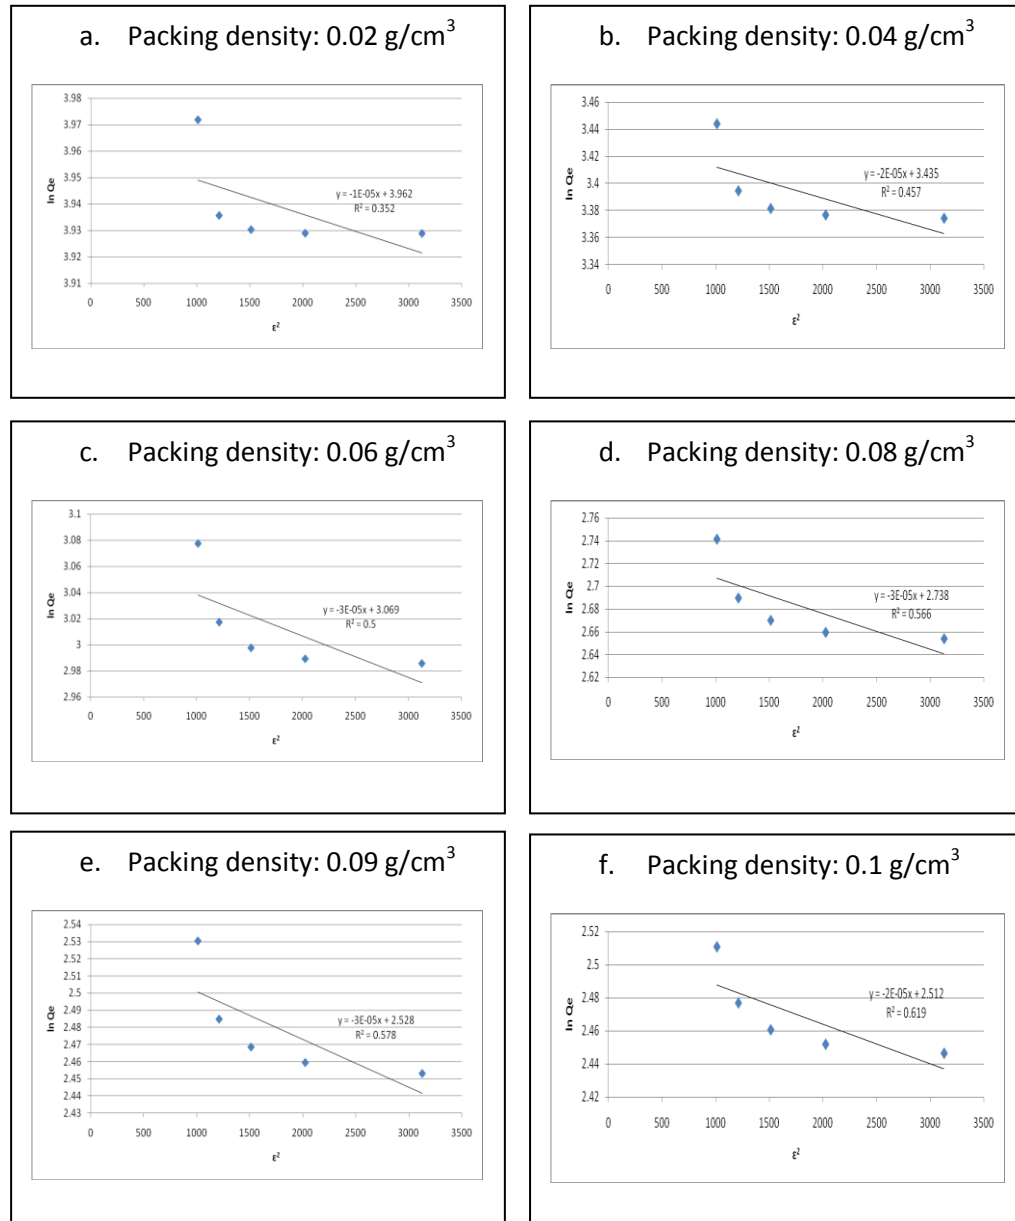 a. Packing density: 0.02 g/cm³
3.98
3.97
3.96
3.95
3.94
3.93
3.92
3.91
ln Qe
y = -1E-05x + 3.962
R² = 0.352
0 500 1000 1500 2000 2500 3000 3500
ε²
b. Packing density: 0.04 g/cm³
3.46
3.44
3.42
3.4
3.38
3.36
3.34
ln Qe
y = -2E-05x + 3.435
R² = 0.457
0 500 1000 1500 2000 2500 3000 3500
ε²
c. Packing density: 0.06 g/cm³
3.1
3.08
3.06
3.04
3.02
3
2.98
2.96
ln Qe
y = -3E-05x + 3.069
R² = 0.5
0 500 1000 1500 2000 2500 3000 3500
ε²
d. Packing density: 0.08 g/cm³
2.76
2.74
2.72
2.7
2.68
2.66
2.64
2.62
ln Qe
y = -3E-05x + 2.738
R² = 0.566
0 500 1000 1500 2000 2500 3000 3500
ε²
e. Packing density: 0.09 g/cm³
2.54
2.53
2.52
2.51
2.5
2.49
2.48
2.47
2.46
2.45
2.44
2.43
ln Qe
y = -3E-05x + 2.528
R² = 0.578
0 500 1000 1500 2000 2500 3000 3500
ε²
f. Packing density: 0.1 g/cm³
2.52
2.5
2.48
2.46
2.44
2.42
ln Qe
y = -2E-05x + 2.512
R² = 0.619
0 500 1000 1500 2000 2500 3000 3500
ε²